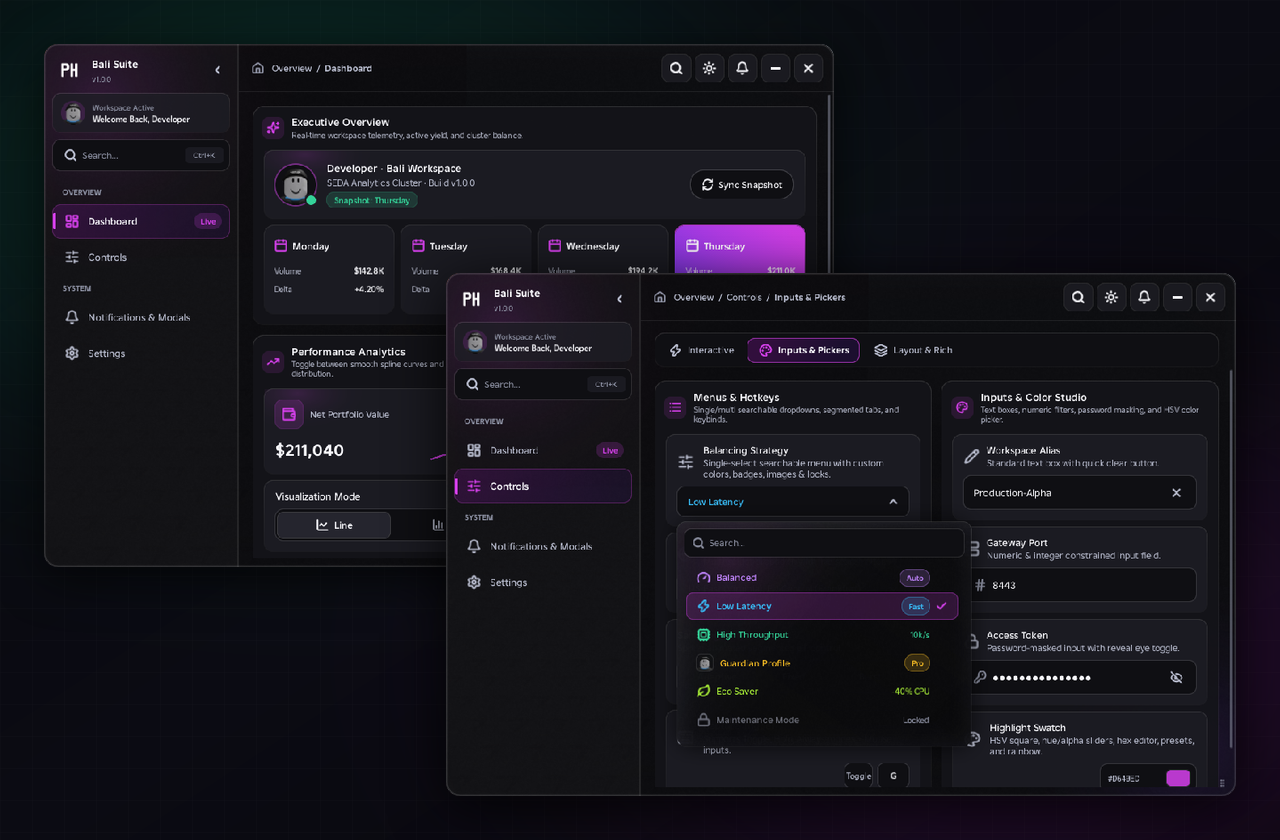 PH
Bali Suite
v1.0.0
Overview / Dashboard
Workspace Active
Welcome Back, Developer
Search...
Ctrl+K
OVERVIEW
Dashboard
Live
Controls
SYSTEM
Notifications & Modals
Settings
Executive Overview
Real-time workspace telemetry, active yield, and cluster balance.
Developer · Bali Workspace
SEDA Analytics Cluster · Build v1.0.0
Snapshot: Thursday
Sync Snapshot
Monday
Volume $142.8K
Delta +4.20%
Tuesday
Volume $168.4K
Delta
Wednesday
Volume $194.2K
Thursday
Volume $211.0K
Performance Analytics
Toggle between smooth spline curves and
distribution.
Net Portfolio Value
$211,040
Visualization Mode
Line
PH
Bali Suite
v1.0.0
Overview / Controls / Inputs & Pickers
Workspace Active
Welcome Back, Developer
Search...
Ctrl+K
OVERVIEW
Dashboard
Live
Controls
SYSTEM
Notifications & Modals
Settings
Interactive
Inputs & Pickers
Layout & Rich
Menus & Hotkeys
Single/multi searchable dropdowns, segmented tabs, and
keybinds.
Balancing Strategy
Single-select searchable menu with custom
colors, badges, images & locks.
Low Latency
Search...
Balanced
Auto
Low Latency
Fast
High Throughput
10k/s
Guardian Profile
Pro
Eco Saver
40% CPU
Maintenance Mode
Locked
inputs.
Toggle
G
Inputs & Color Studio
Text boxes, numeric filters, password masking, and HSV color
picker.
Workspace Alias
Standard text box with quick clear button.
Production-Alpha
Gateway Port
Numeric & integer constrained input field.
# 8443
Access Token
Password-masked input with reveal eye toggle.
•••••••••••••••
Highlight Swatch
HSV square, hue/alpha sliders, hex editor, presets,
and rainbow.